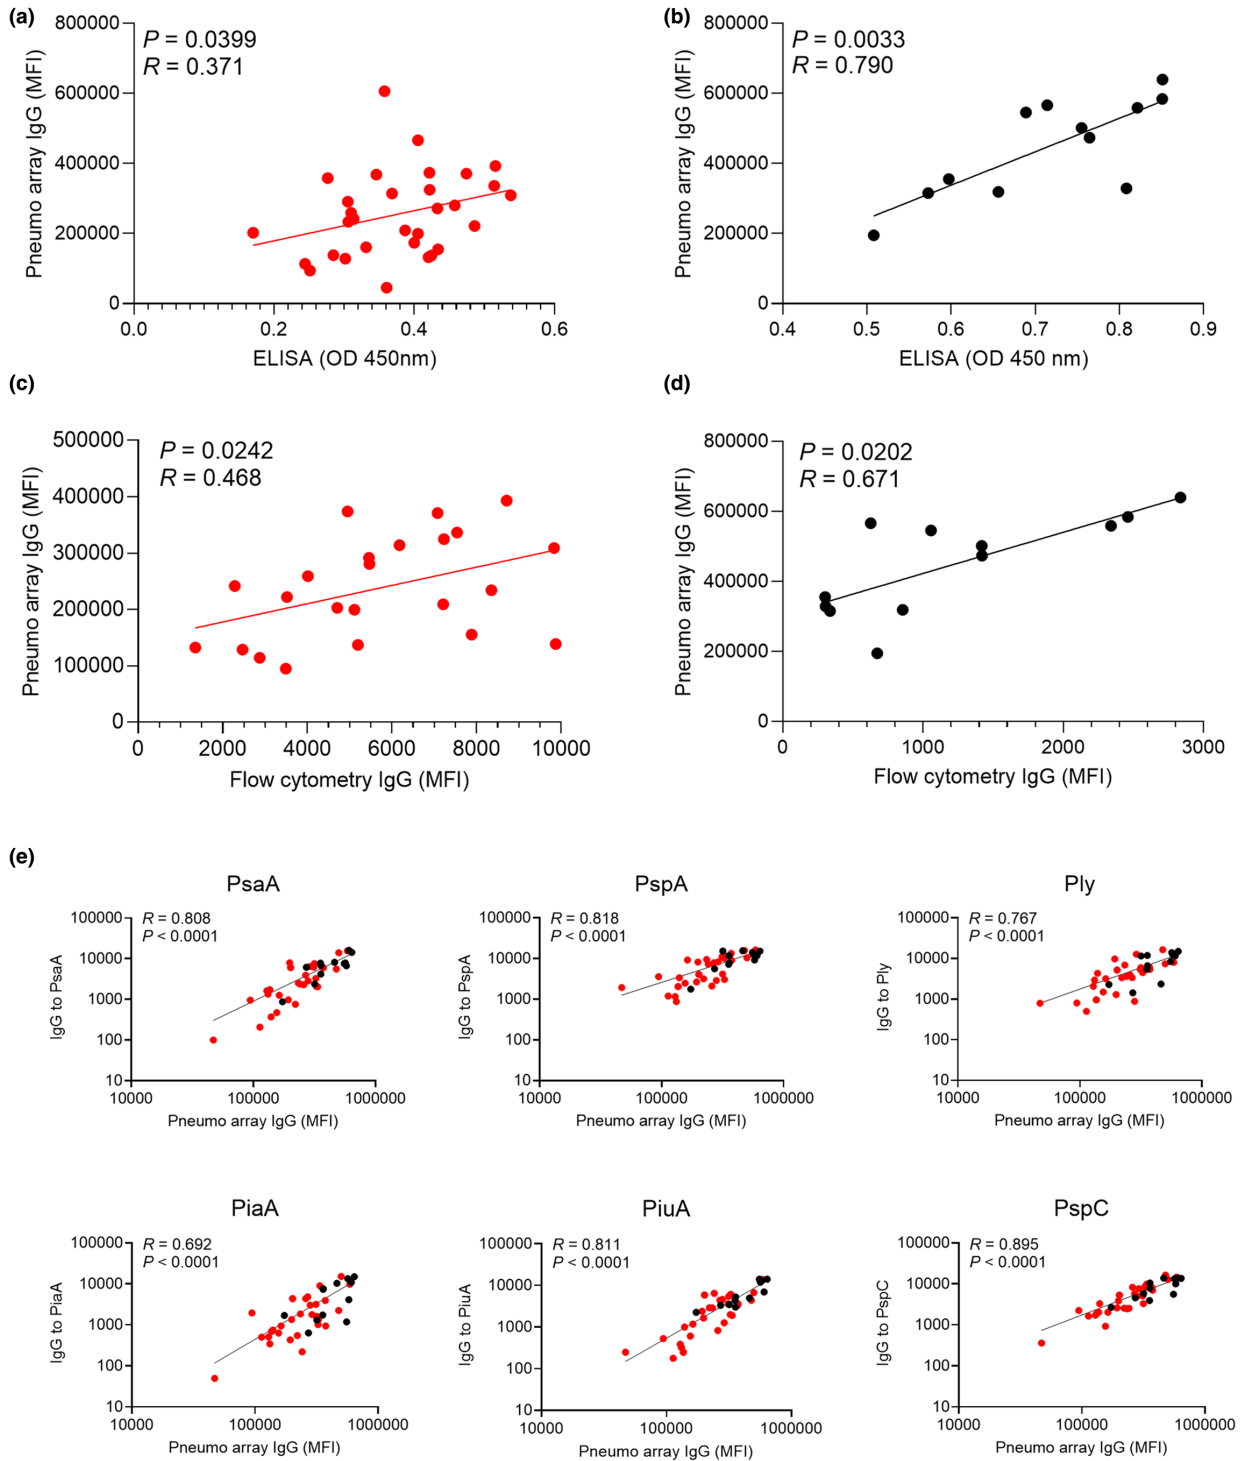 (a)
P = 0.0399
R = 0.371
Pneumo array IgG (MFI)
800000
600000
400000
200000
0
0.0 0.2 0.4 0.6
ELISA (OD 450nm)
(b)
P = 0.0033
R = 0.790
Pneumo array IgG (MFI)
800000
600000
400000
200000
0
0.4 0.5 0.6 0.7 0.8 0.9
ELISA (OD 450 nm)
(c)
P = 0.0242
R = 0.468
Pneumo array IgG (MFI)
500000
400000
300000
200000
100000
0
0 2000 4000 6000 8000 10000
Flow cytometry IgG (MFI)
(d)
P = 0.0202
R = 0.671
Pneumo array IgG (MFI)
800000
600000
400000
200000
0
0 1000 2000 3000
Flow cytometry IgG (MFI)
(e)
PsaA
R = 0.808
P < 0.0001
IgG to PsaA
100000
10000
1000
100
10
10000 100000 1000000
Pneumo array IgG (MFI)
PspA
R = 0.818
P < 0.0001
IgG to PspA
100000
10000
1000
100
10
10000 100000 1000000
Pneumo array IgG (MFI)
Ply
R = 0.767
P < 0.0001
IgG to Ply
100000
10000
1000
100
10
10000 100000 1000000
Pneumo array IgG (MFI)
PiaA
R = 0.692
P < 0.0001
IgG to PiaA
100000
10000
1000
100
10
10000 100000 1000000
Pneumo array IgG (MFI)
PiuA
R = 0.811
P < 0.0001
IgG to PiuA
100000
10000
1000
100
10
10000 100000 1000000
Pneumo array IgG (MFI)
PspC
R = 0.895
P < 0.0001
IgG to PspC
100000
10000
1000
100
10
10000 100000 1000000
Pneumo array IgG (MFI)